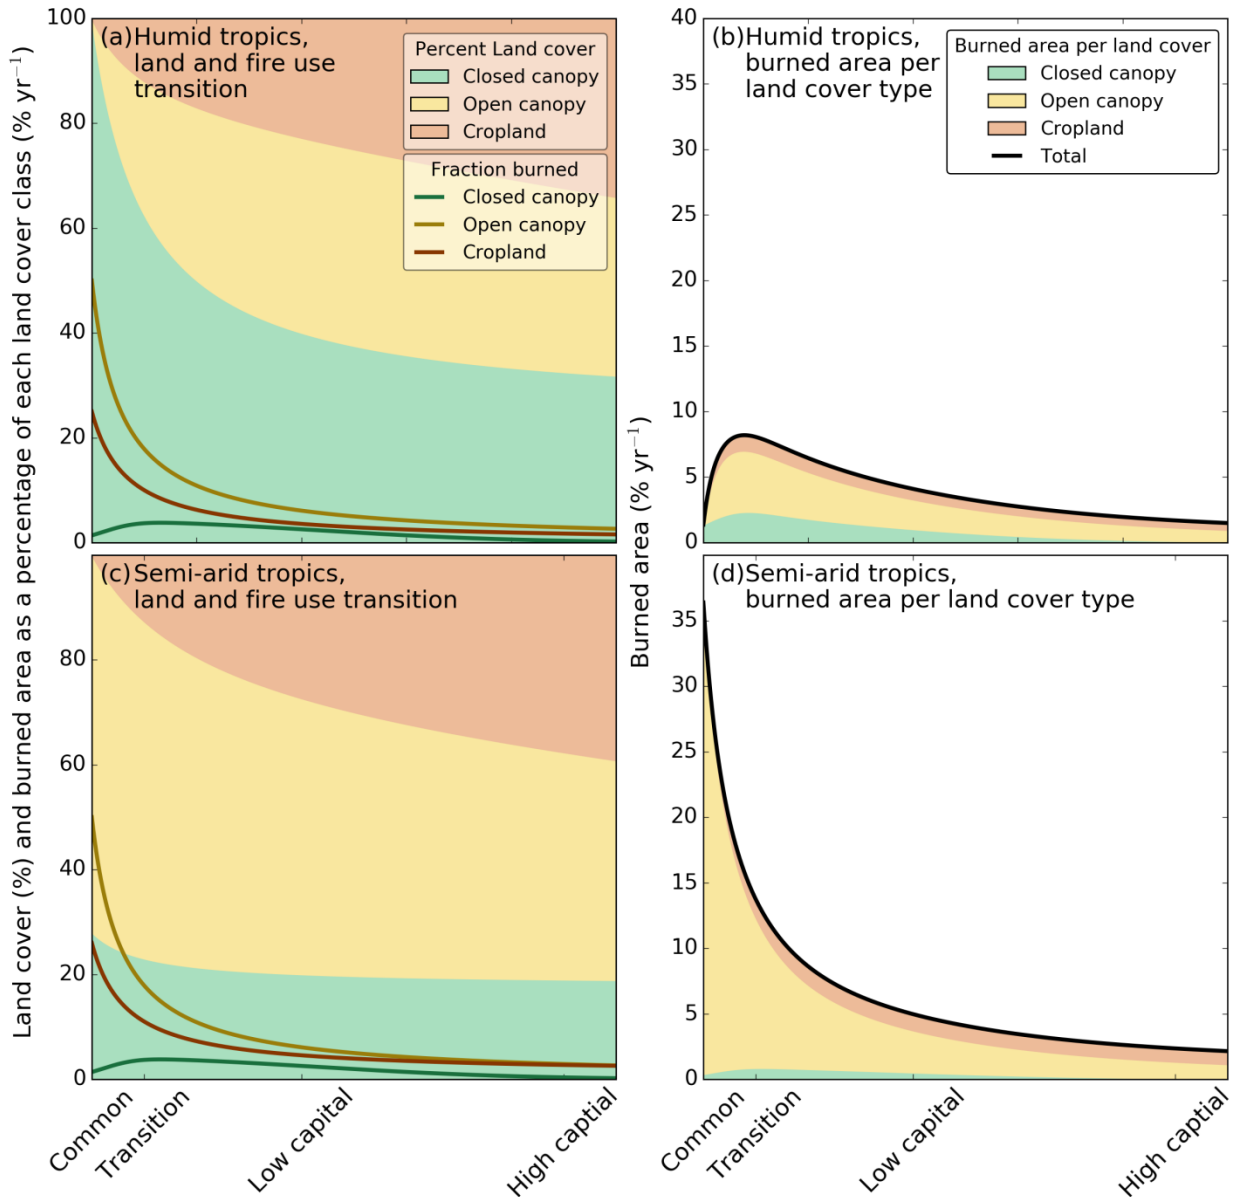 Land cover (%) and burned area as a percentage of each land cover class (% yr⁻¹)
100
80
60
40
20
0
(a) Humid tropics,
land and fire use
transition
Percent Land cover
Closed canopy
Open canopy
Cropland
Fraction burned
Closed canopy
Open canopy
Cropland
Burned area (% yr⁻¹)
40
35
30
25
20
15
10
5
0
(b) Humid tropics,
burned area per
land cover type
Burned area per land cover
Closed canopy
Open canopy
Cropland
Total
80
60
40
20
0
(c) Semi-arid tropics,
land and fire use transition
Common
Transition
Low capital
High captial
35
30
25
20
15
10
5
0
(d) Semi-arid tropics,
burned area per land cover type
Common
Transition
Low capital
High captial